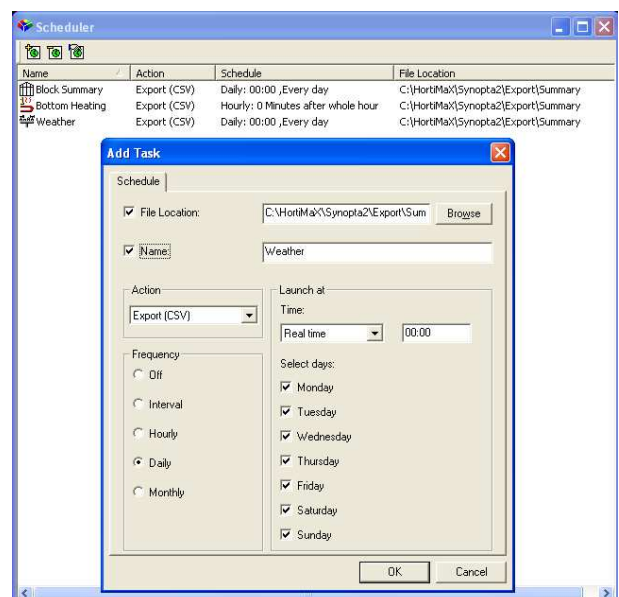 Scheduler
Name Action Schedule File Location
Block Summary Export (CSV) Daily: 00:00 ,Every day C:\HortiMaX\Synopta2\Export\Summary
Bottom Heating Export (CSV) Hourly: 0 Minutes after whole hour C:\HortiMaX\Synopta2\Export\Summary
Weather Export (CSV) Daily: 00:00 ,Every day C:\HortiMaX\Synopta2\Export\Summary
Add Task
Schedule
File Location: C:\HortiMaX\Synopta2\Export\Sum Browse
Name: Weather
Action
Export (CSV)
Launch at
Time:
Real time 00:00
Frequency
Off
Interval
Hourly
Daily
Monthly
Select days:
Monday
Tuesday
Wednesday
Thursday
Friday
Saturday
Sunday
OK Cancel